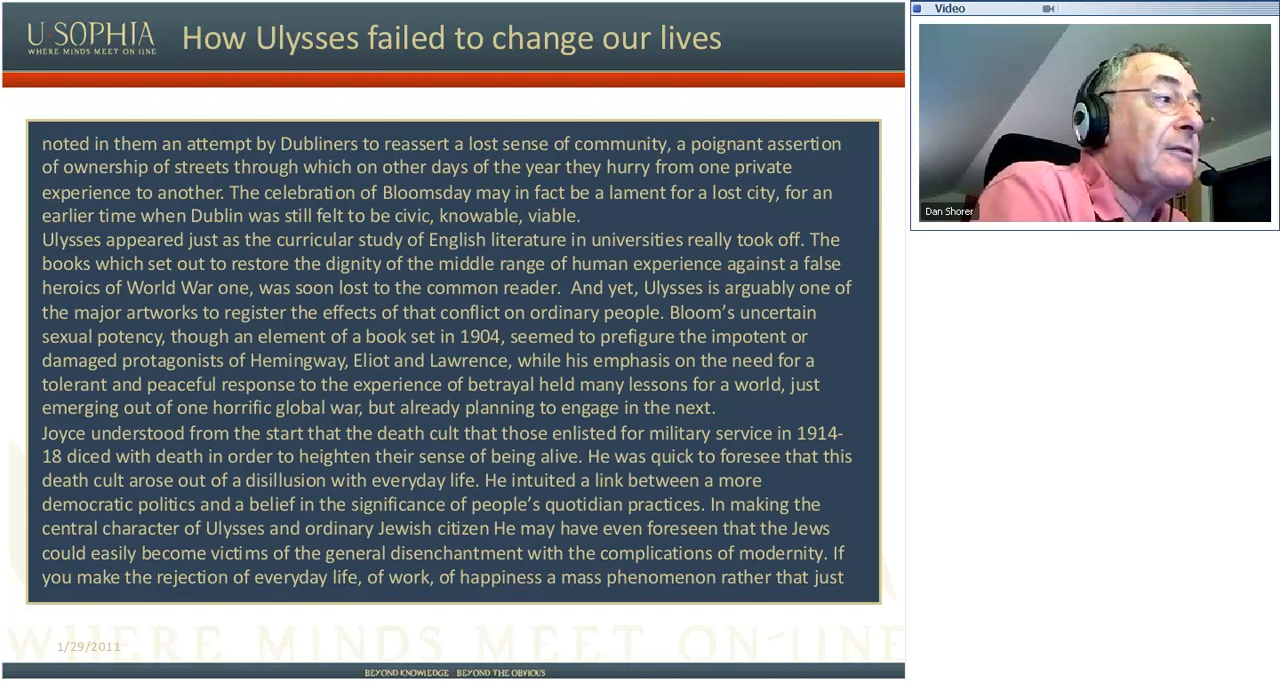 U SOPHIA
WHERE MINDS MEET ON LINE
How Ulysses failed to change our lives
Video
Dan Shorer
noted in them an attempt by Dubliners to reassert a lost sense of community, a poignant assertion
of ownership of streets through which on other days of the year they hurry from one private
experience to another. The celebration of Bloomsday may in fact be a lament for a lost city, for an
earlier time when Dublin was still felt to be civic, knowable, viable.
Ulysses appeared just as the curricular study of English literature in universities really took off. The
books which set out to restore the dignity of the middle range of human experience against a false
heroics of World War one, was soon lost to the common reader.  And yet, Ulysses is arguably one of
the major artworks to register the effects of that conflict on ordinary people. Bloom's uncertain
sexual potency, though an element of a book set in 1904, seemed to prefigure the impotent or
damaged protagonists of Hemingway, Eliot and Lawrence, while his emphasis on the need for a
tolerant and peaceful response to the experience of betrayal held many lessons for a world, just
emerging out of one horrific global war, but already planning to engage in the next.
Joyce understood from the start that the death cult that those enlisted for military service in 1914-
18 diced with death in order to heighten their sense of being alive. He was quick to foresee that this
death cult arose out of a disillusion with everyday life. He intuited a link between a more
democratic politics and a belief in the significance of people's quotidian practices. In making the
central character of Ulysses and ordinary Jewish citizen He may have even foreseen that the Jews
could easily become victims of the general disenchantment with the complications of modernity. If
you make the rejection of everyday life, of work, of happiness a mass phenomenon rather that just
WHERE MINDS MEET ON-LINE
1/29/2011
BEYOND KNOWLEDGE BEYOND THE OBVIOUS